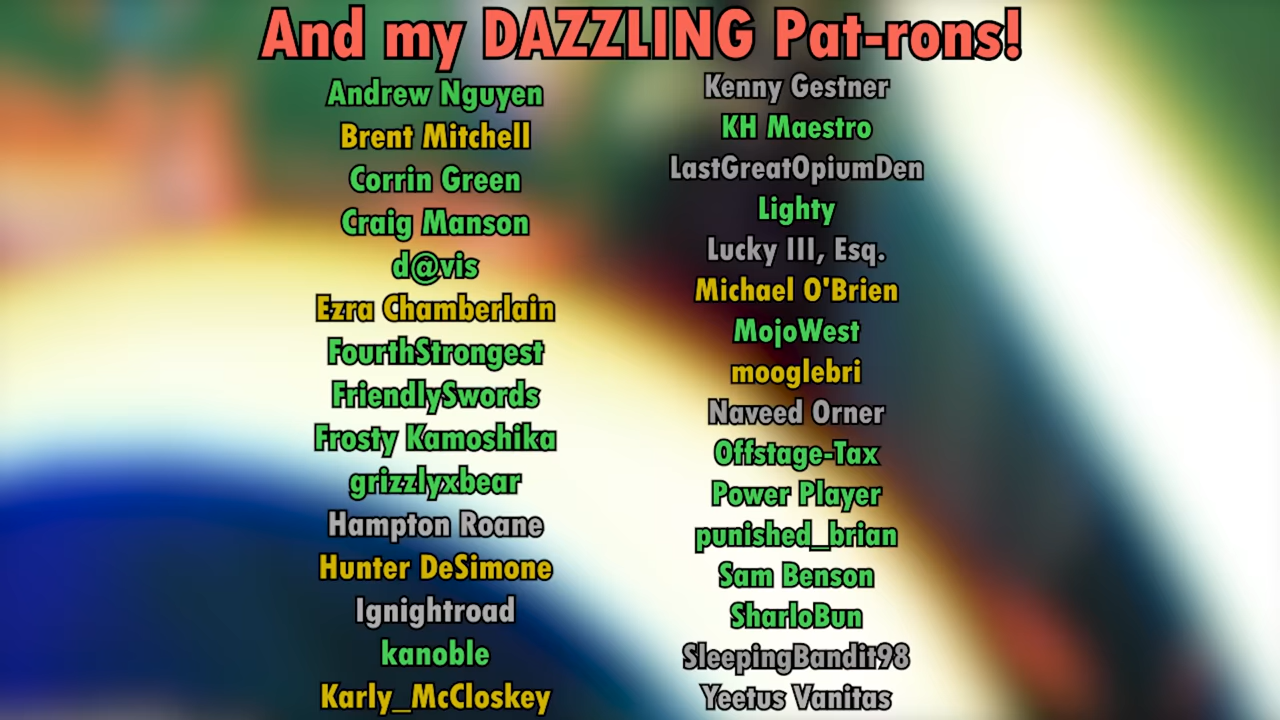 And my DAZZLING Pat-rons!
Andrew Nguyen
Brent Mitchell
Corrin Green
Craig Manson
d@vis
Ezra Chamberlain
FourthStrongest
FriendlySwords
Frosty Kamoshika
grizzlyxbear
Hampton Roane
Hunter DeSimone
Ignightroad
kanoble
Karly_McCloskey
Kenny Gestner
KH Maestro
LastGreatOpiumDen
Lighty
Lucky III, Esq.
Michael O'Brien
MojoWest
mooglebri
Naveed Orner
Offstage-Tax
Power Player
punished_brian
Sam Benson
SharloBun
SleepingBandit98
Yeetus Vanitas